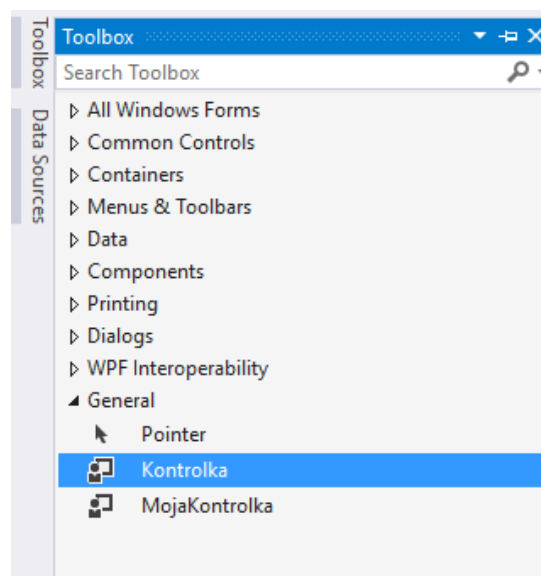 Toolbox
Data Sources
Toolbox
Search Toolbox
All Windows Forms
Common Controls
Containers
Menus & Toolbars
Data
Components
Printing
Dialogs
WPF Interoperability
General
Pointer
Kontrolka
MojaKontrolka